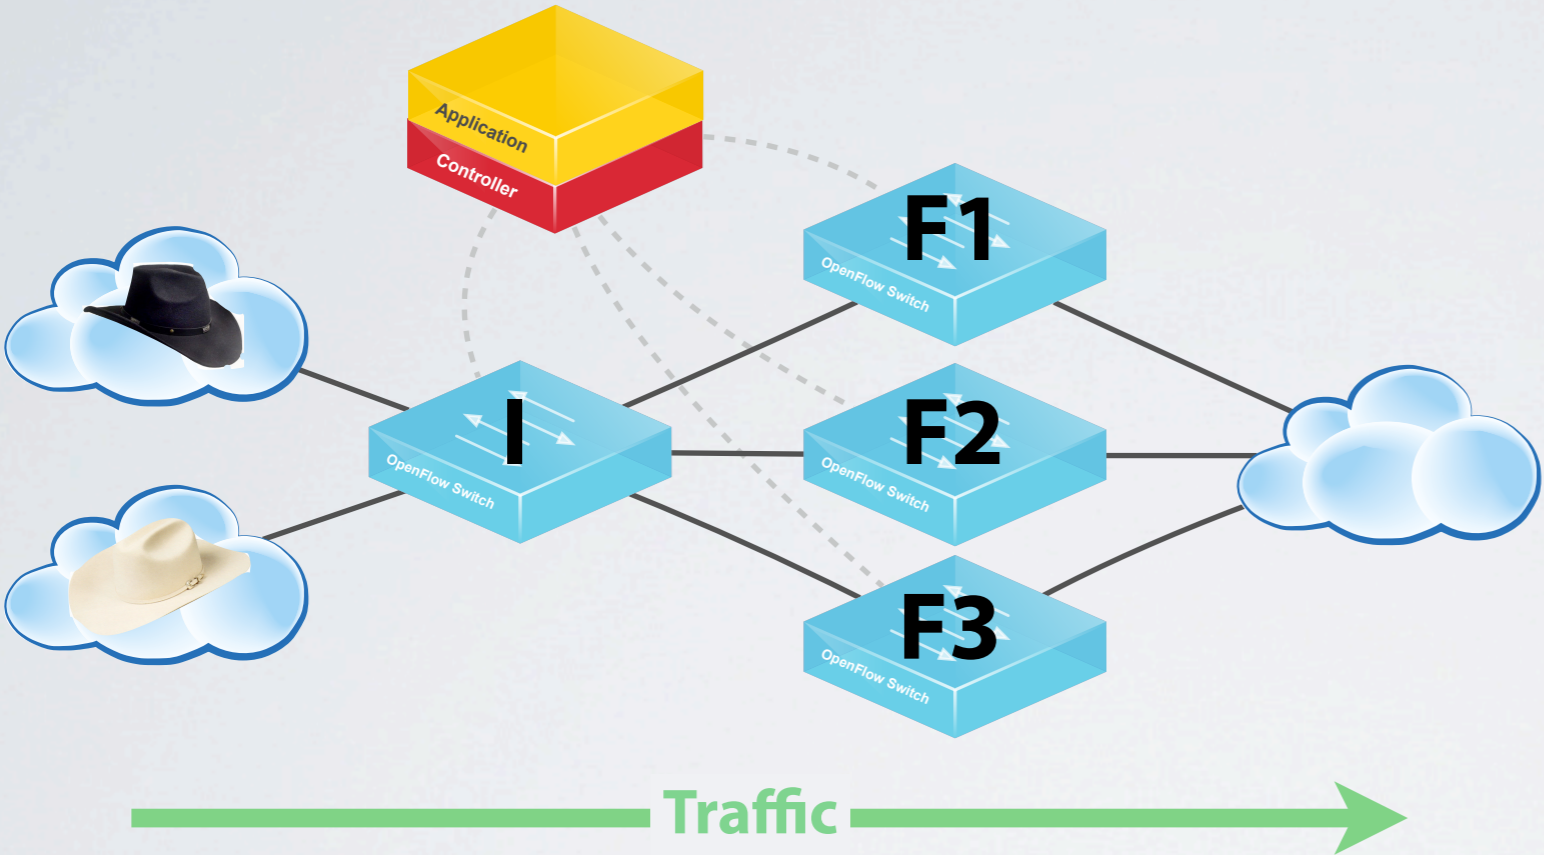 Application
Controller
F1
OpenFlow Switch
I
OpenFlow Switch
F2
OpenFlow Switch
F3
OpenFlow Switch
Traffic